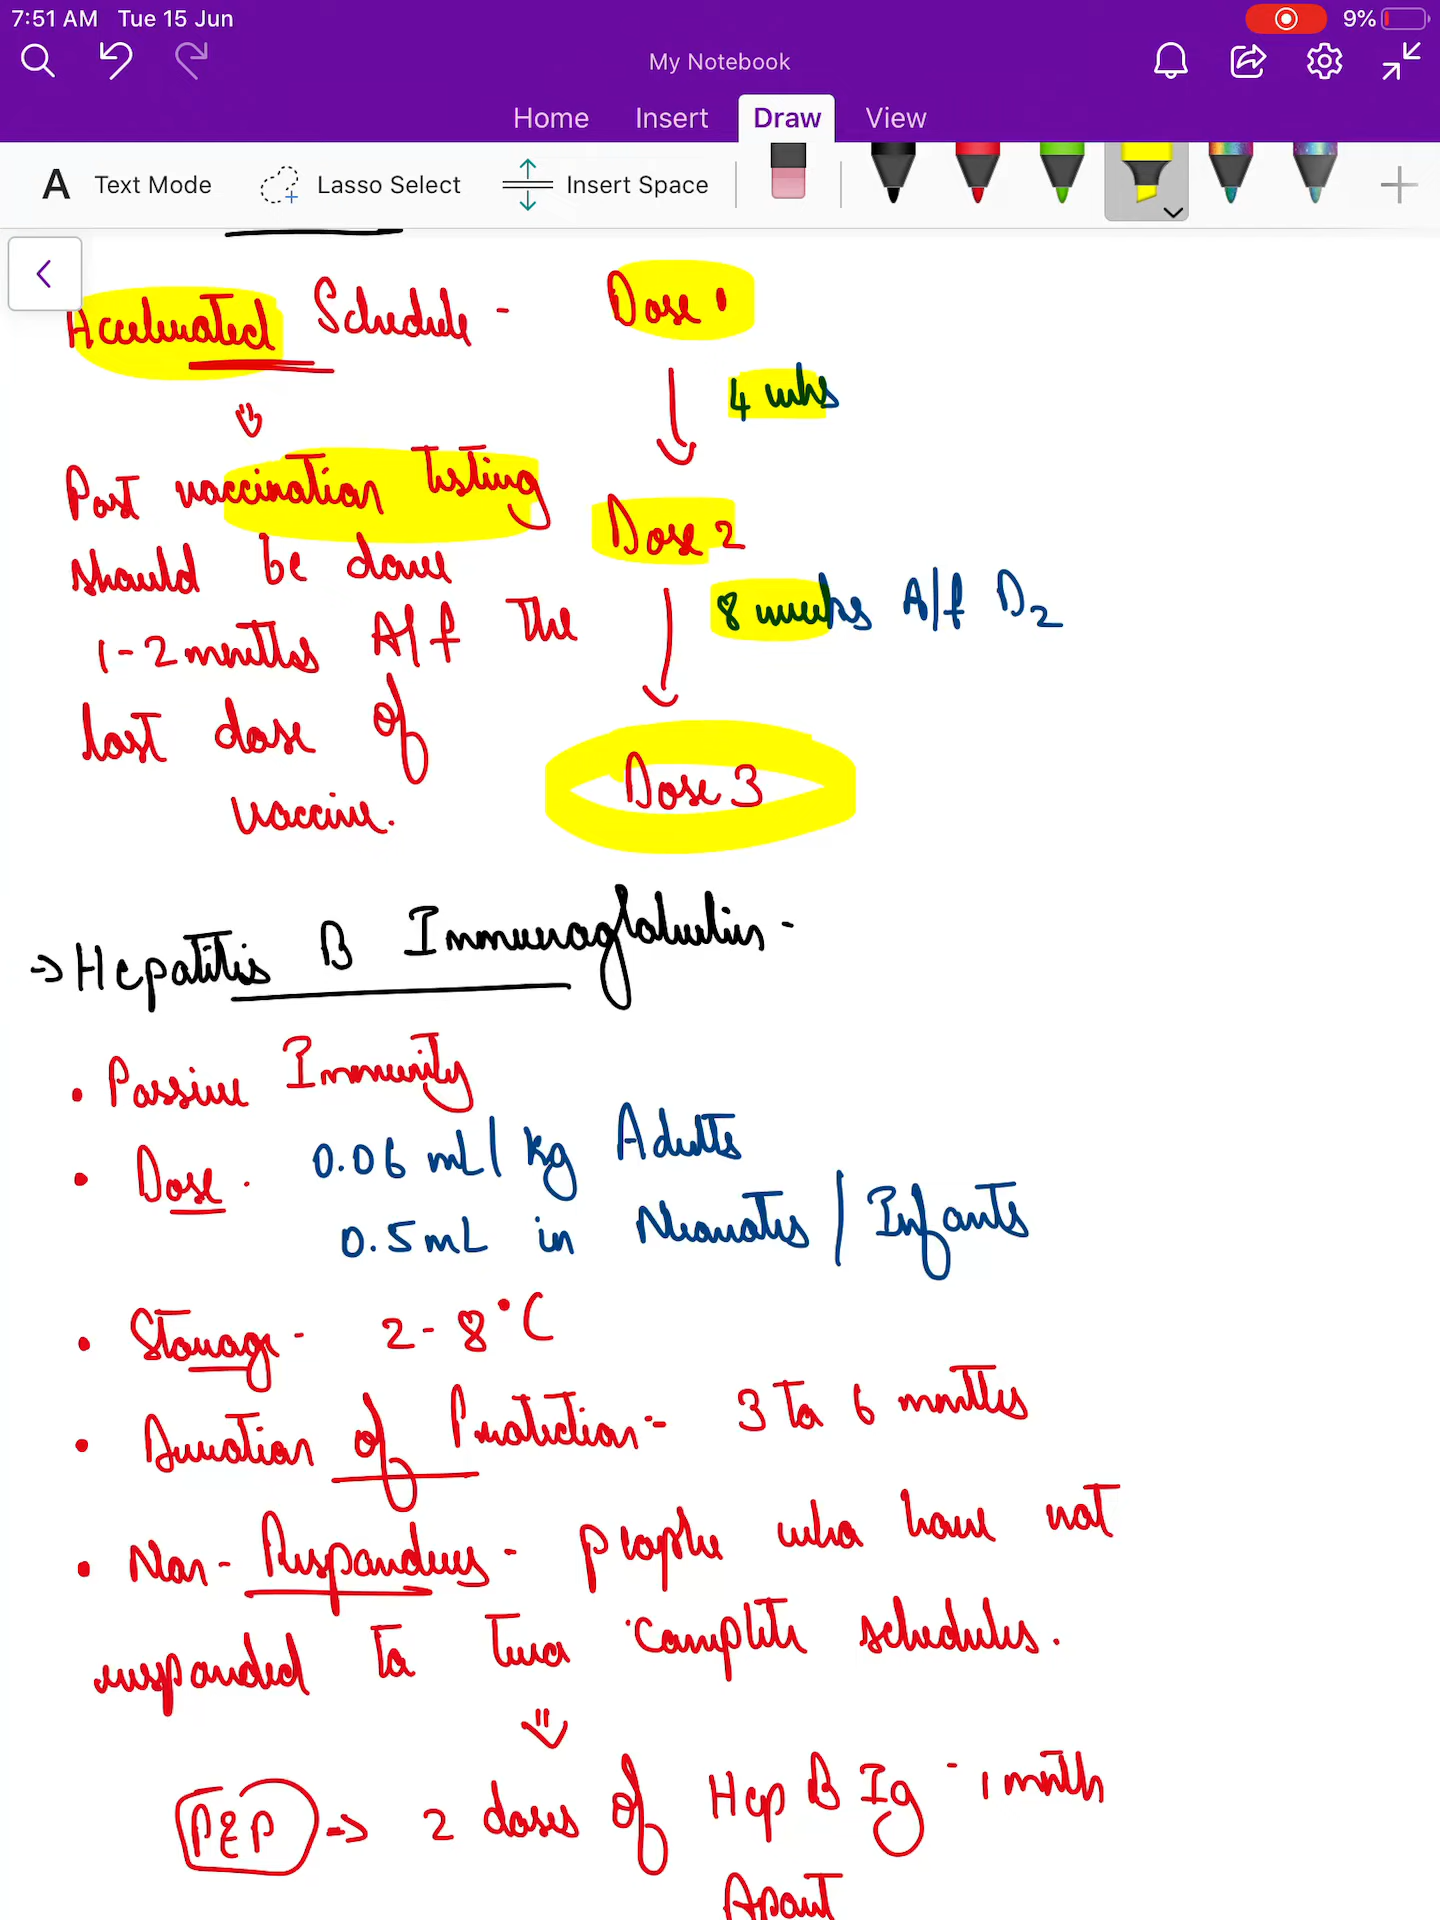 7:51 AM Tue 15 Jun
9%
My Notebook
Home Insert Draw View
A Text Mode Lasso Select Insert Space
Accelerated Schedule - Dose 1
4 wks
Post vaccination testing
Dose 2
should be done
8 weeks A/f D2
1-2 months A/f the
last dose of
Dose 3
vaccine.
→ Hepatitis B Immunoglobulin -
• Passive Immunity
• Dose . 0.06 mL/kg Adults
0.5mL in Neonates / Infants
• Storage - 2-8°C
• Duration of Protection - 3 to 6 months
• Non-Responders - people who have not
responded to two complete schedules.
PEP → 2 doses of Hep B Ig - 1 month
Apart